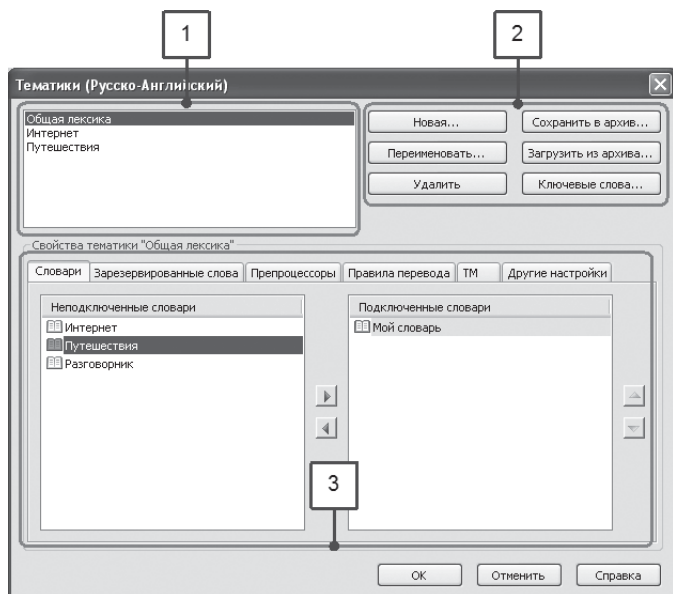 1
2
Тематики (Русско-Английский)
Общая лексика
Интернет
Путешествия
Новая...
Сохранить в архив...
Переименовать...
Загрузить из архива...
Удалить
Ключевые слова...
Свойства тематики "Общая лексика"
Словари
Зарезервированные слова
Препроцессоры
Правила перевода
ТМ
Другие настройки
Неподключенные словари
Интернет
Путешествия
Разговорник
Подключенные словари
Мой словарь
3
ОК
Отменить
Справка